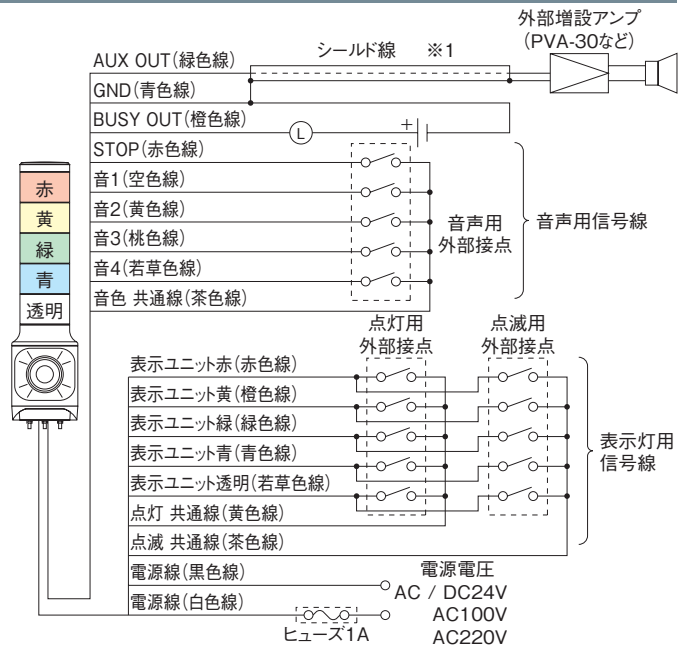 外部増設アンプ
(PVA-30など)
シールド線 ※1
AUX OUT(緑色線)
GND(青色線)
BUSY OUT(橙色線)
L
+
STOP(赤色線)
音1(空色線)
音2(黄色線)
音3(桃色線)
音4(若草色線)
音色 共通線(茶色線)
音声用
外部接点
音声用信号線
赤
黄
緑
青
透明
点灯用
外部接点
点滅用
外部接点
表示ユニット赤(赤色線)
表示ユニット黄(橙色線)
表示ユニット緑(緑色線)
表示ユニット青(青色線)
表示ユニット透明(若草色線)
点灯 共通線(黄色線)
点滅 共通線(茶色線)
表示灯用
信号線
電源線(黒色線)
電源線(白色線)
ヒューズ1A
電源電圧
AC / DC24V
AC100V
AC220V